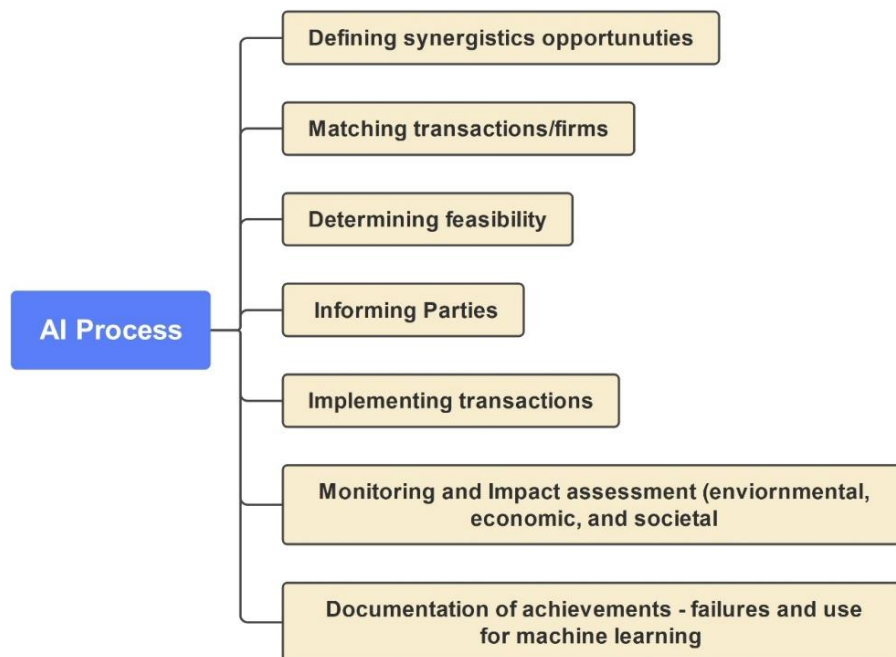 Defining synergistics opportunuties
Matching transactions/firms
Determining feasibility
Informing Parties
AI Process
Implementing transactions
Monitoring and Impact assessment (enviornmental,
economic, and societal
Documentation of achievements - failures and use
for machine learning